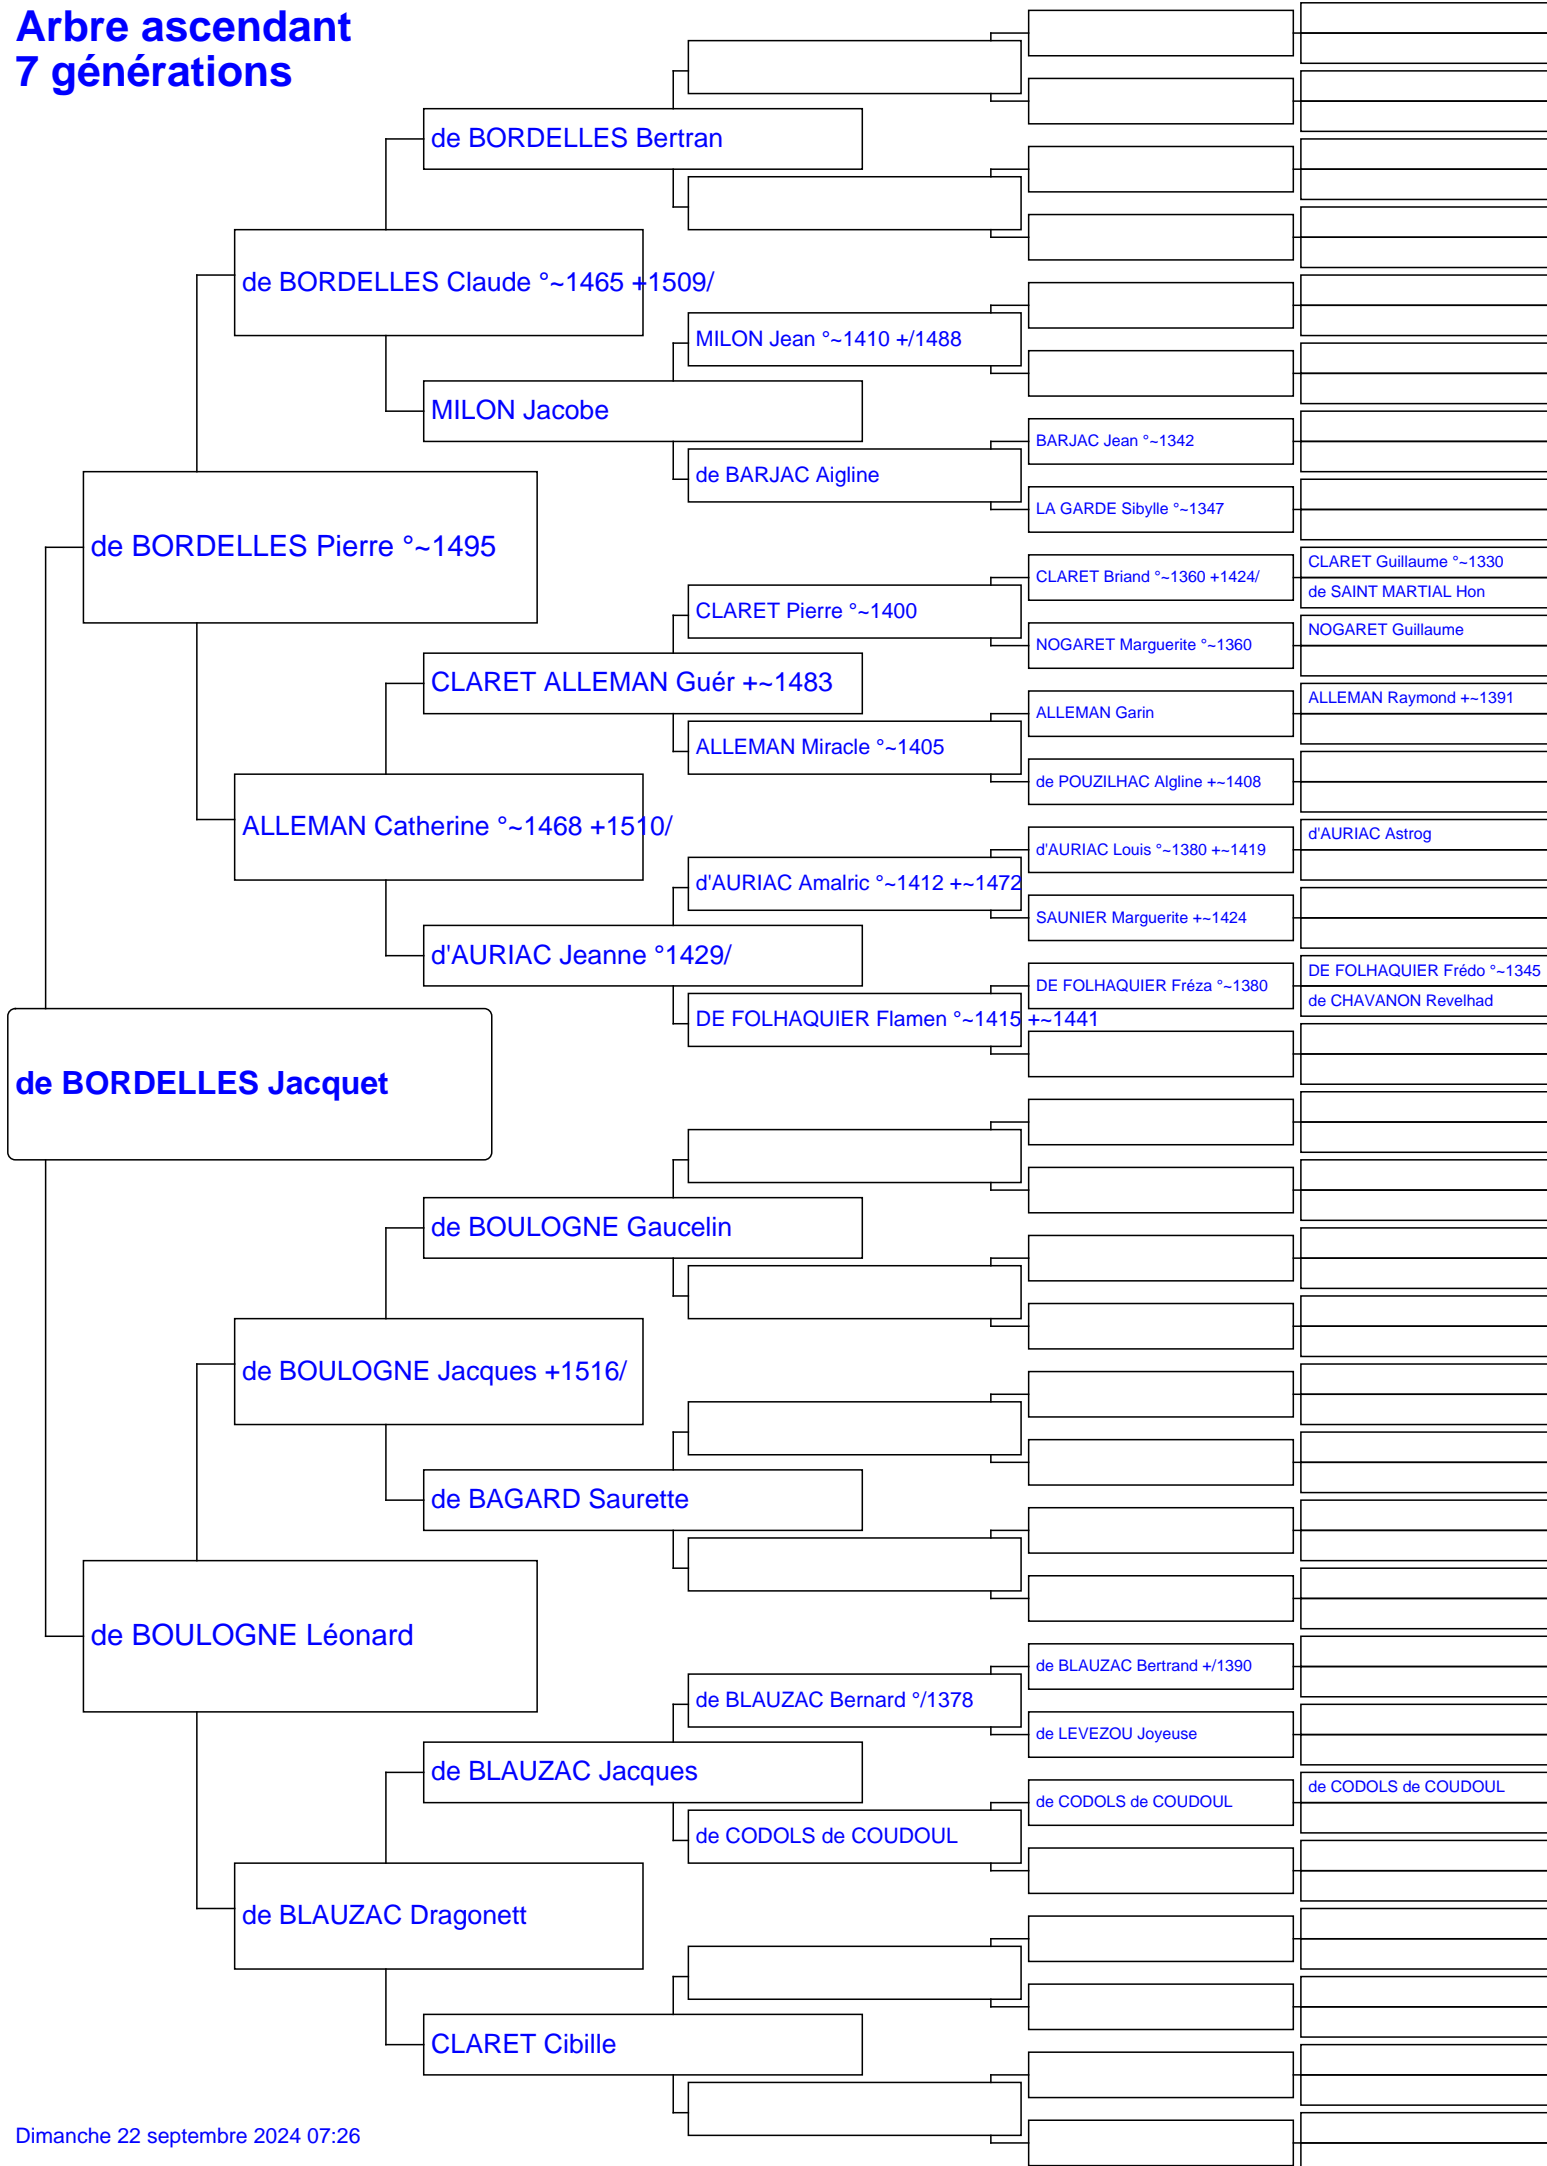 Arbre ascendant
7 générations
de BORDELLES Bertran
de BORDELLES Claude °~1465 +1509/
MILON Jean °~1410 +/1488
MILON Jacobe
BARJAC Jean °~1342
de BARJAC Aigline
LA GARDE Sibylle °~1347
de BORDELLES Pierre °~1495
CLARET Guillaume °~1330
CLARET Briand °~1360 +1424/
de SAINT MARTIAL Hon
CLARET Pierre °~1400
NOGARET Guillaume
NOGARET Marguerite °~1360
CLARET ALLEMAN Guér +~1483
ALLEMAN Raymond +~1391
ALLEMAN Garin
ALLEMAN Miracle °~1405
de POUZILHAC Algline +~1408
ALLEMAN Catherine °~1468 +1510/
d'AURIAC Astrog
d'AURIAC Louis °~1380 +~1419
d'AURIAC Amalric °~1412 +~1472
SAUNIER Marguerite +~1424
d'AURIAC Jeanne °1429/
DE FOLHAQUIER Frédo °~1345
DE FOLHAQUIER Fréza °~1380
de CHAVANON Revelhad
DE FOLHAQUIER Flamen °~1415 +~1441
de BORDELLES Jacquet
de BOULOGNE Gaucelin
de BOULOGNE Jacques +1516/
de BAGARD Saurette
de BOULOGNE Léonard
de BLAUZAC Bertrand +/1390
de BLAUZAC Bernard °/1378
de LEVEZOU Joyeuse
de BLAUZAC Jacques
de CODOLS de COUDOUL
de CODOLS de COUDOUL
de CODOLS de COUDOUL
de BLAUZAC Dragonett
CLARET Cibille
Dimanche 22 septembre 2024 07:26